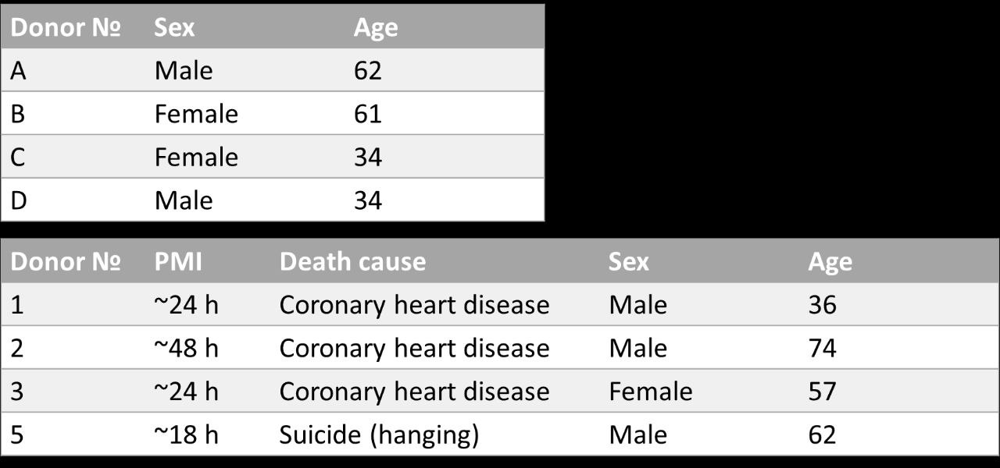 Donor № Sex Age
A Male 62
B Female 61
C Female 34
D Male 34
Donor № PMI Death cause Sex Age
1 ~24 h Coronary heart disease Male 36
2 ~48 h Coronary heart disease Male 74
3 ~24 h Coronary heart disease Female 57
5 ~18 h Suicide (hanging) Male 62